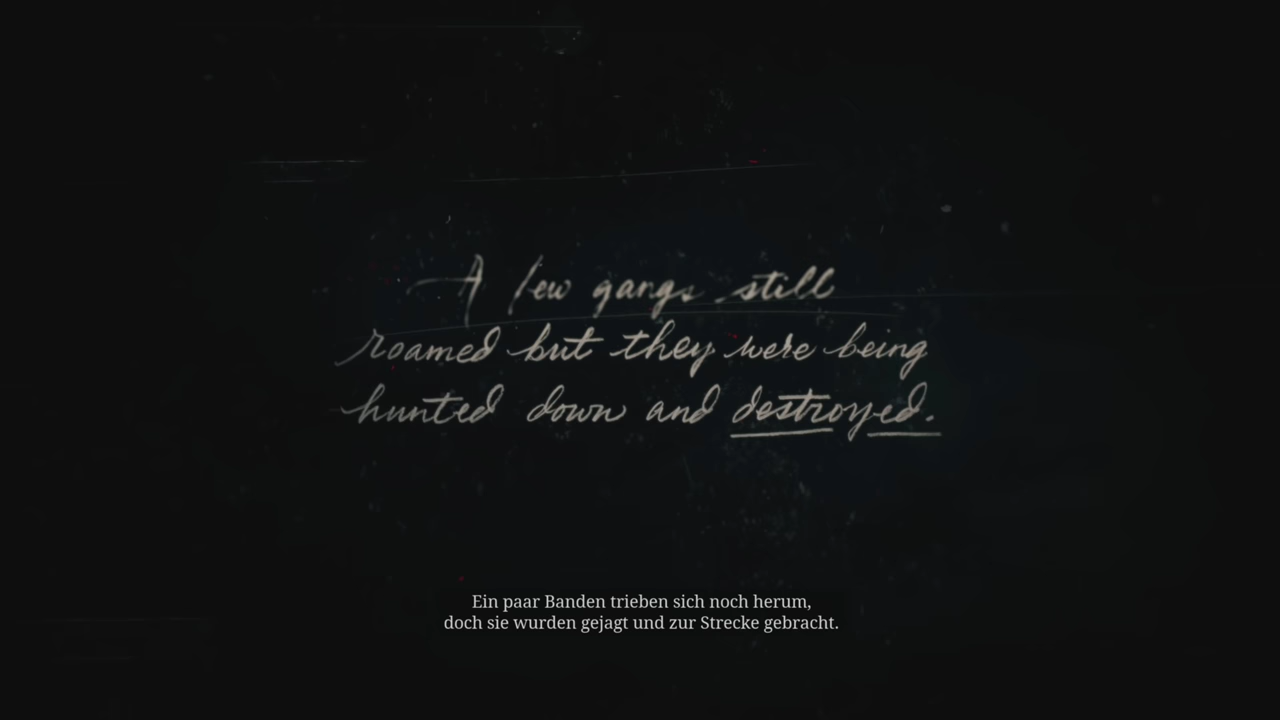 A few gangs still
roamed but they were being
hunted down and destroyed.
Ein paar Banden trieben sich noch herum,
doch sie wurden gejagt und zur Strecke gebracht.